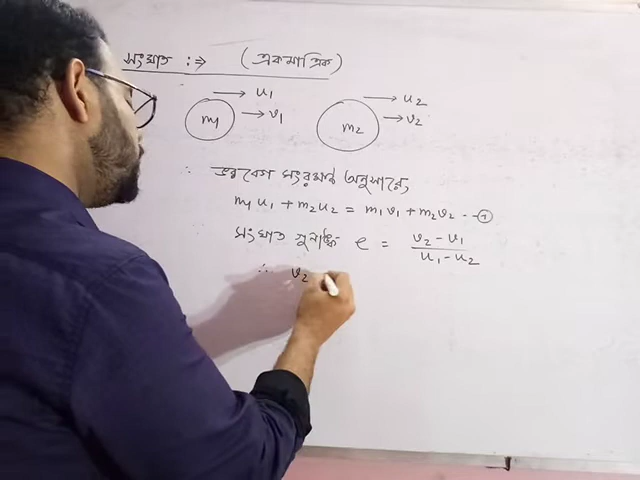 সংঘাত :⇒ (একমাত্রিক)
→ u₁ → u₂
m₁ → v₁ m₂ → v₂
∴ ভরবেগ সংরক্ষণ অনুসারে,
m₁u₁ + m₂u₂ = m₁v₁ + m₂v₂ --①
সংঘাত গুনাঙ্ক e = (v₂ - v₁)/(u₁ - u₂)
∴ v₂